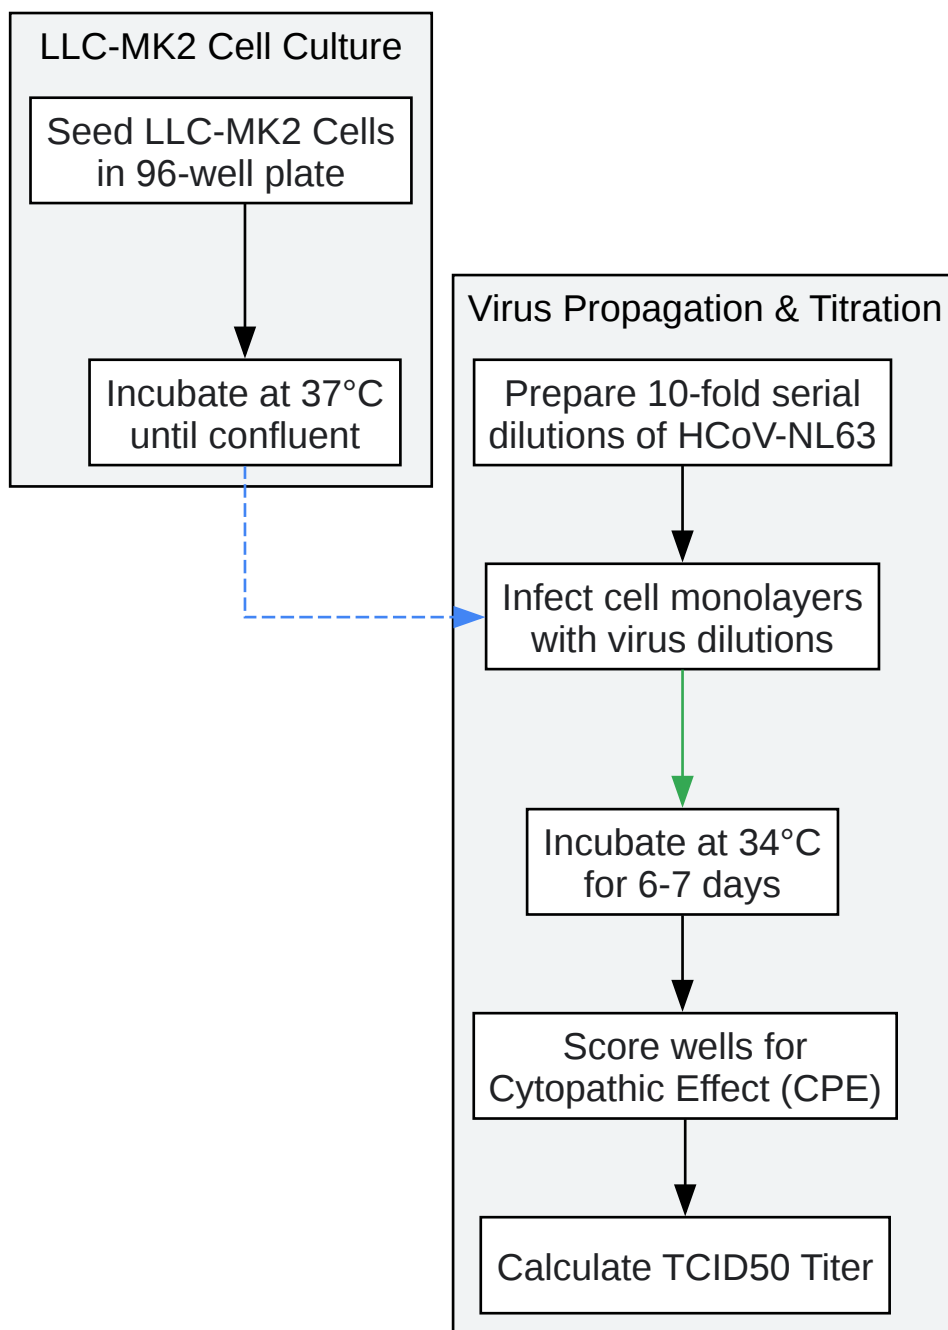 LLC-MK2 Cell Culture
Seed LLC-MK2 Cells
in 96-well plate
Incubate at 37°C
until confluent
Virus Propagation & Titration
Prepare 10-fold serial
dilutions of HCoV-NL63
Infect cell monolayers
with virus dilutions
Incubate at 34°C
for 6-7 days
Score wells for
Cytopathic Effect (CPE)
Calculate TCID50 Titer